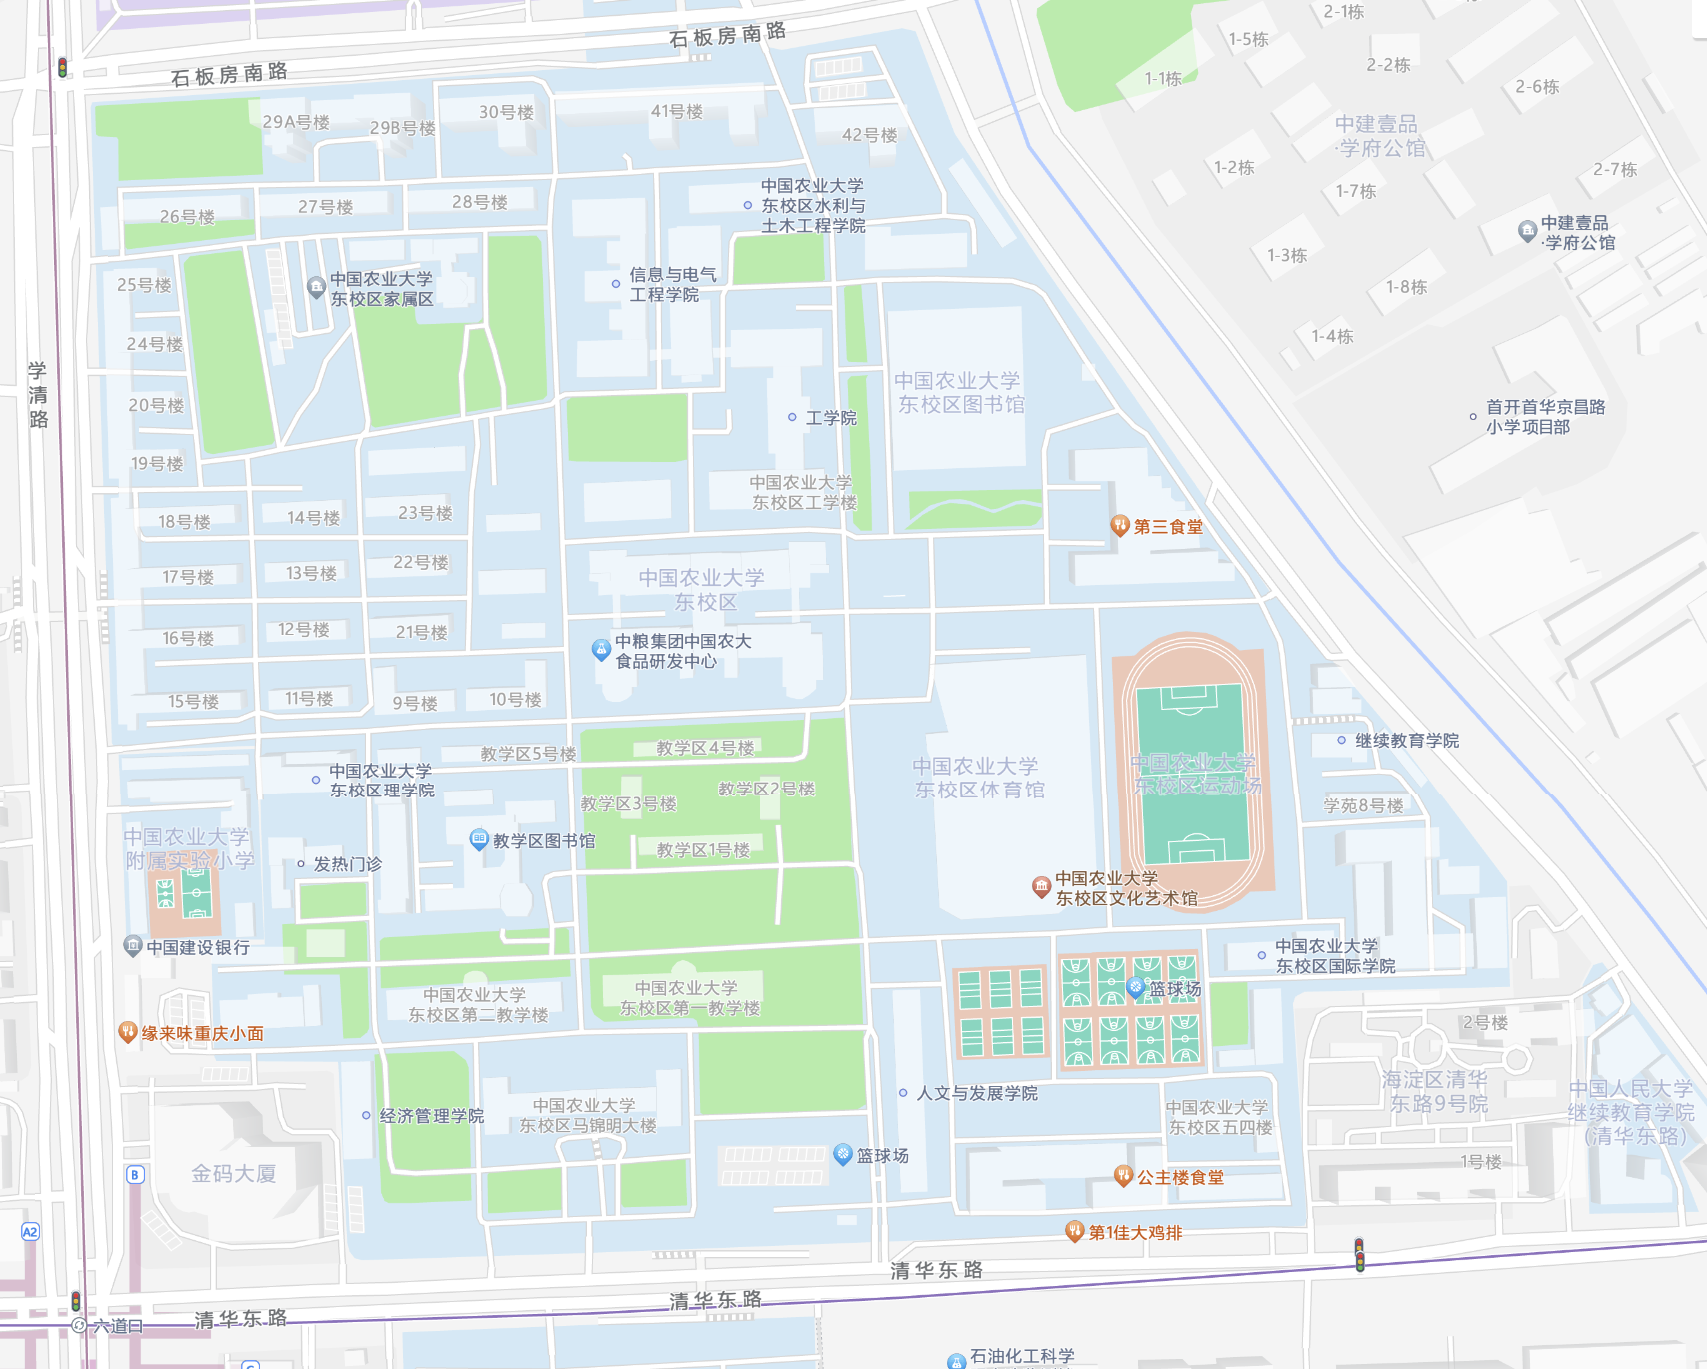 石板房南路
石板房南路
2-1栋
1-5栋
2-2栋
1-1栋
2-6栋
中建壹品
·学府公馆
1-2栋
2-7栋
1-7栋
中建壹品
·学府公馆
1-3栋
1-8栋
1-4栋
首开首华京昌路
小学项目部
29A号楼
29B号楼
30号楼
41号楼
42号楼
26号楼
27号楼
28号楼
中国农业大学
东校区水利与
土木工程学院
25号楼
中国农业大学
东校区家属区
信息与电气
工程学院
24号楼
学清路
20号楼
19号楼
中国农业大学
东校区图书馆
工学院
中国农业大学
东校区工学楼
18号楼
14号楼
23号楼
第三食堂
17号楼
13号楼
22号楼
中国农业大学
东校区
16号楼
12号楼
21号楼
中粮集团中国农大
食品研发中心
15号楼
11号楼
9号楼
10号楼
教学区5号楼
教学区4号楼
中国农业大学
东校区理学院
教学区3号楼
教学区2号楼
中国农业大学
东校区体育馆
中国农业大学
东校区运动场
继续教育学院
学苑8号楼
中国农业大学
附属实验小学
发热门诊
教学区图书馆
教学区1号楼
中国农业大学
东校区文化艺术馆
中国建设银行
中国农业大学
东校区国际学院
中国农业大学
东校区第二教学楼
中国农业大学
东校区第一教学楼
篮球场
缘来味重庆小面
2号楼
海淀区清华
东路9号院
中国人民大学
继续教育学院
(清华东路)
经济管理学院
中国农业大学
东校区马锦明大楼
人文与发展学院
中国农业大学
东校区五四楼
篮球场
金码大厦
B
公主楼食堂
1号楼
A2
第1佳大鸡排
清华东路
清华东路
清华东路
六道口
石油化工科学